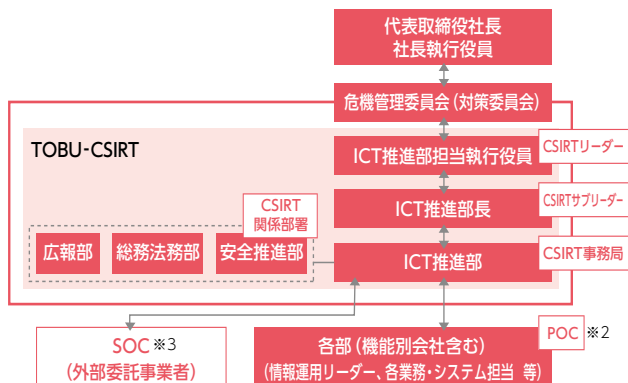 代表取締役社長
社長執行役員
危機管理委員会(対策委員会)
TOBU-CSIRT
ICT推進部担当執行役員
CSIRTリーダー
ICT推進部長
CSIRTサブリーダー
CSIRT
関係部署
広報部
総務法務部
安全推進部
ICT推進部
CSIRT事務局
SOC ※3
(外部委託事業者)
各部(機能別会社含む)
(情報運用リーダー、各業務・システム担当 等)
POC ※2